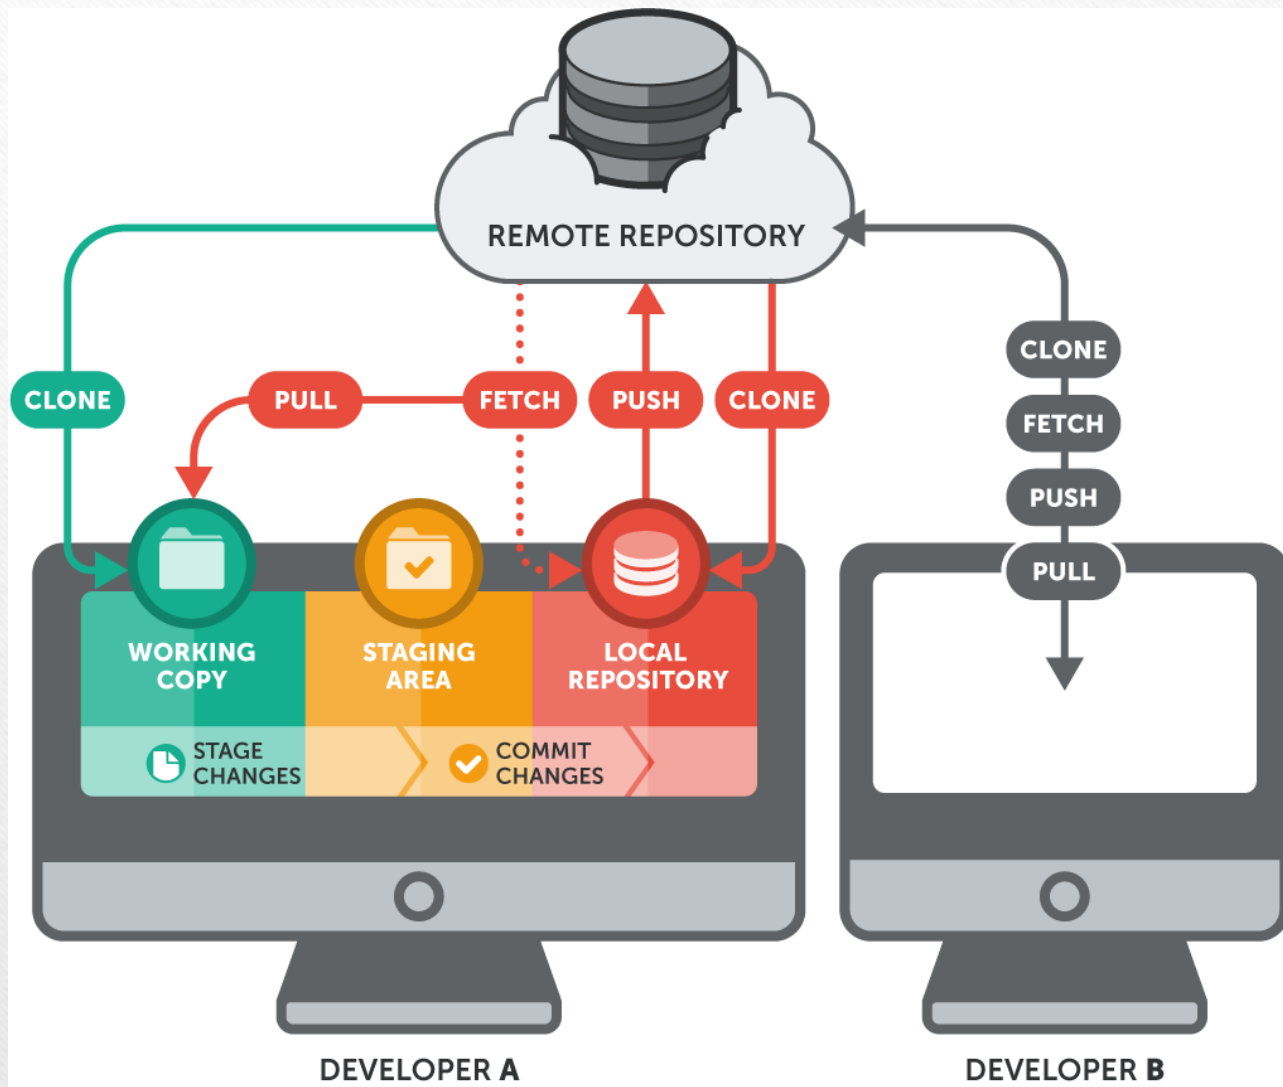 REMOTE REPOSITORY
CLONE
PULL
FETCH
PUSH
CLONE
CLONE
FETCH
PUSH
PULL
WORKING
COPY
STAGING
AREA
LOCAL
REPOSITORY
STAGE
CHANGES
COMMIT
CHANGES
DEVELOPER A
DEVELOPER B